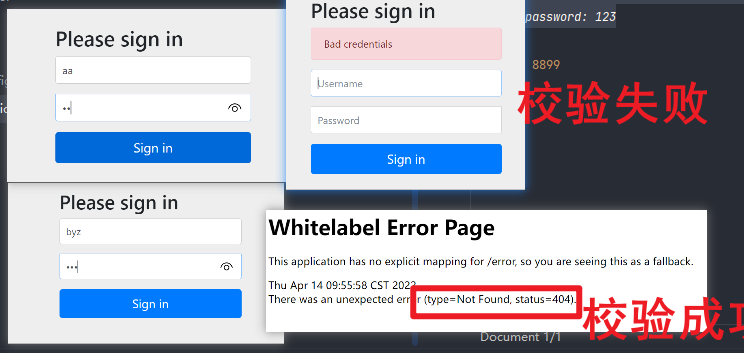 Please sign in
aa
Sign in
Please sign in
Bad credentials
Username
Password
Sign in
password: 123
8899
校验失败
Please sign in
byz
Sign in
Whitelabel Error Page
This application has no explicit mapping for /error, so you are seeing this as a fallback.
Thu Apr 14 09:55:58 CST 2022
There was an unexpected error (type=Not Found, status=404).
校验成功
Document 1/1